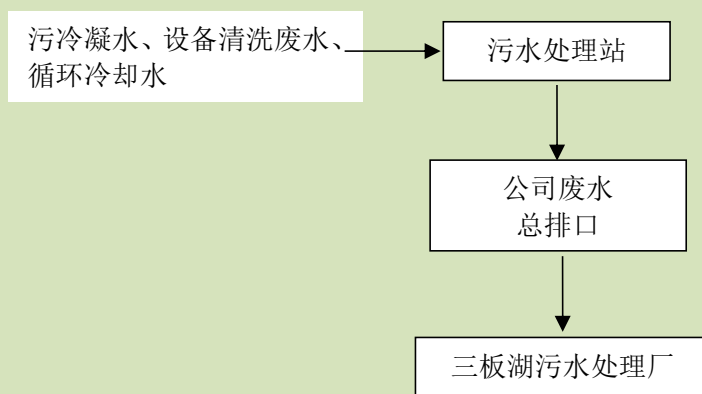 污冷凝水、设备清洗废水、
循环冷却水
污水处理站
公司废水
总排口
三板湖污水处理厂